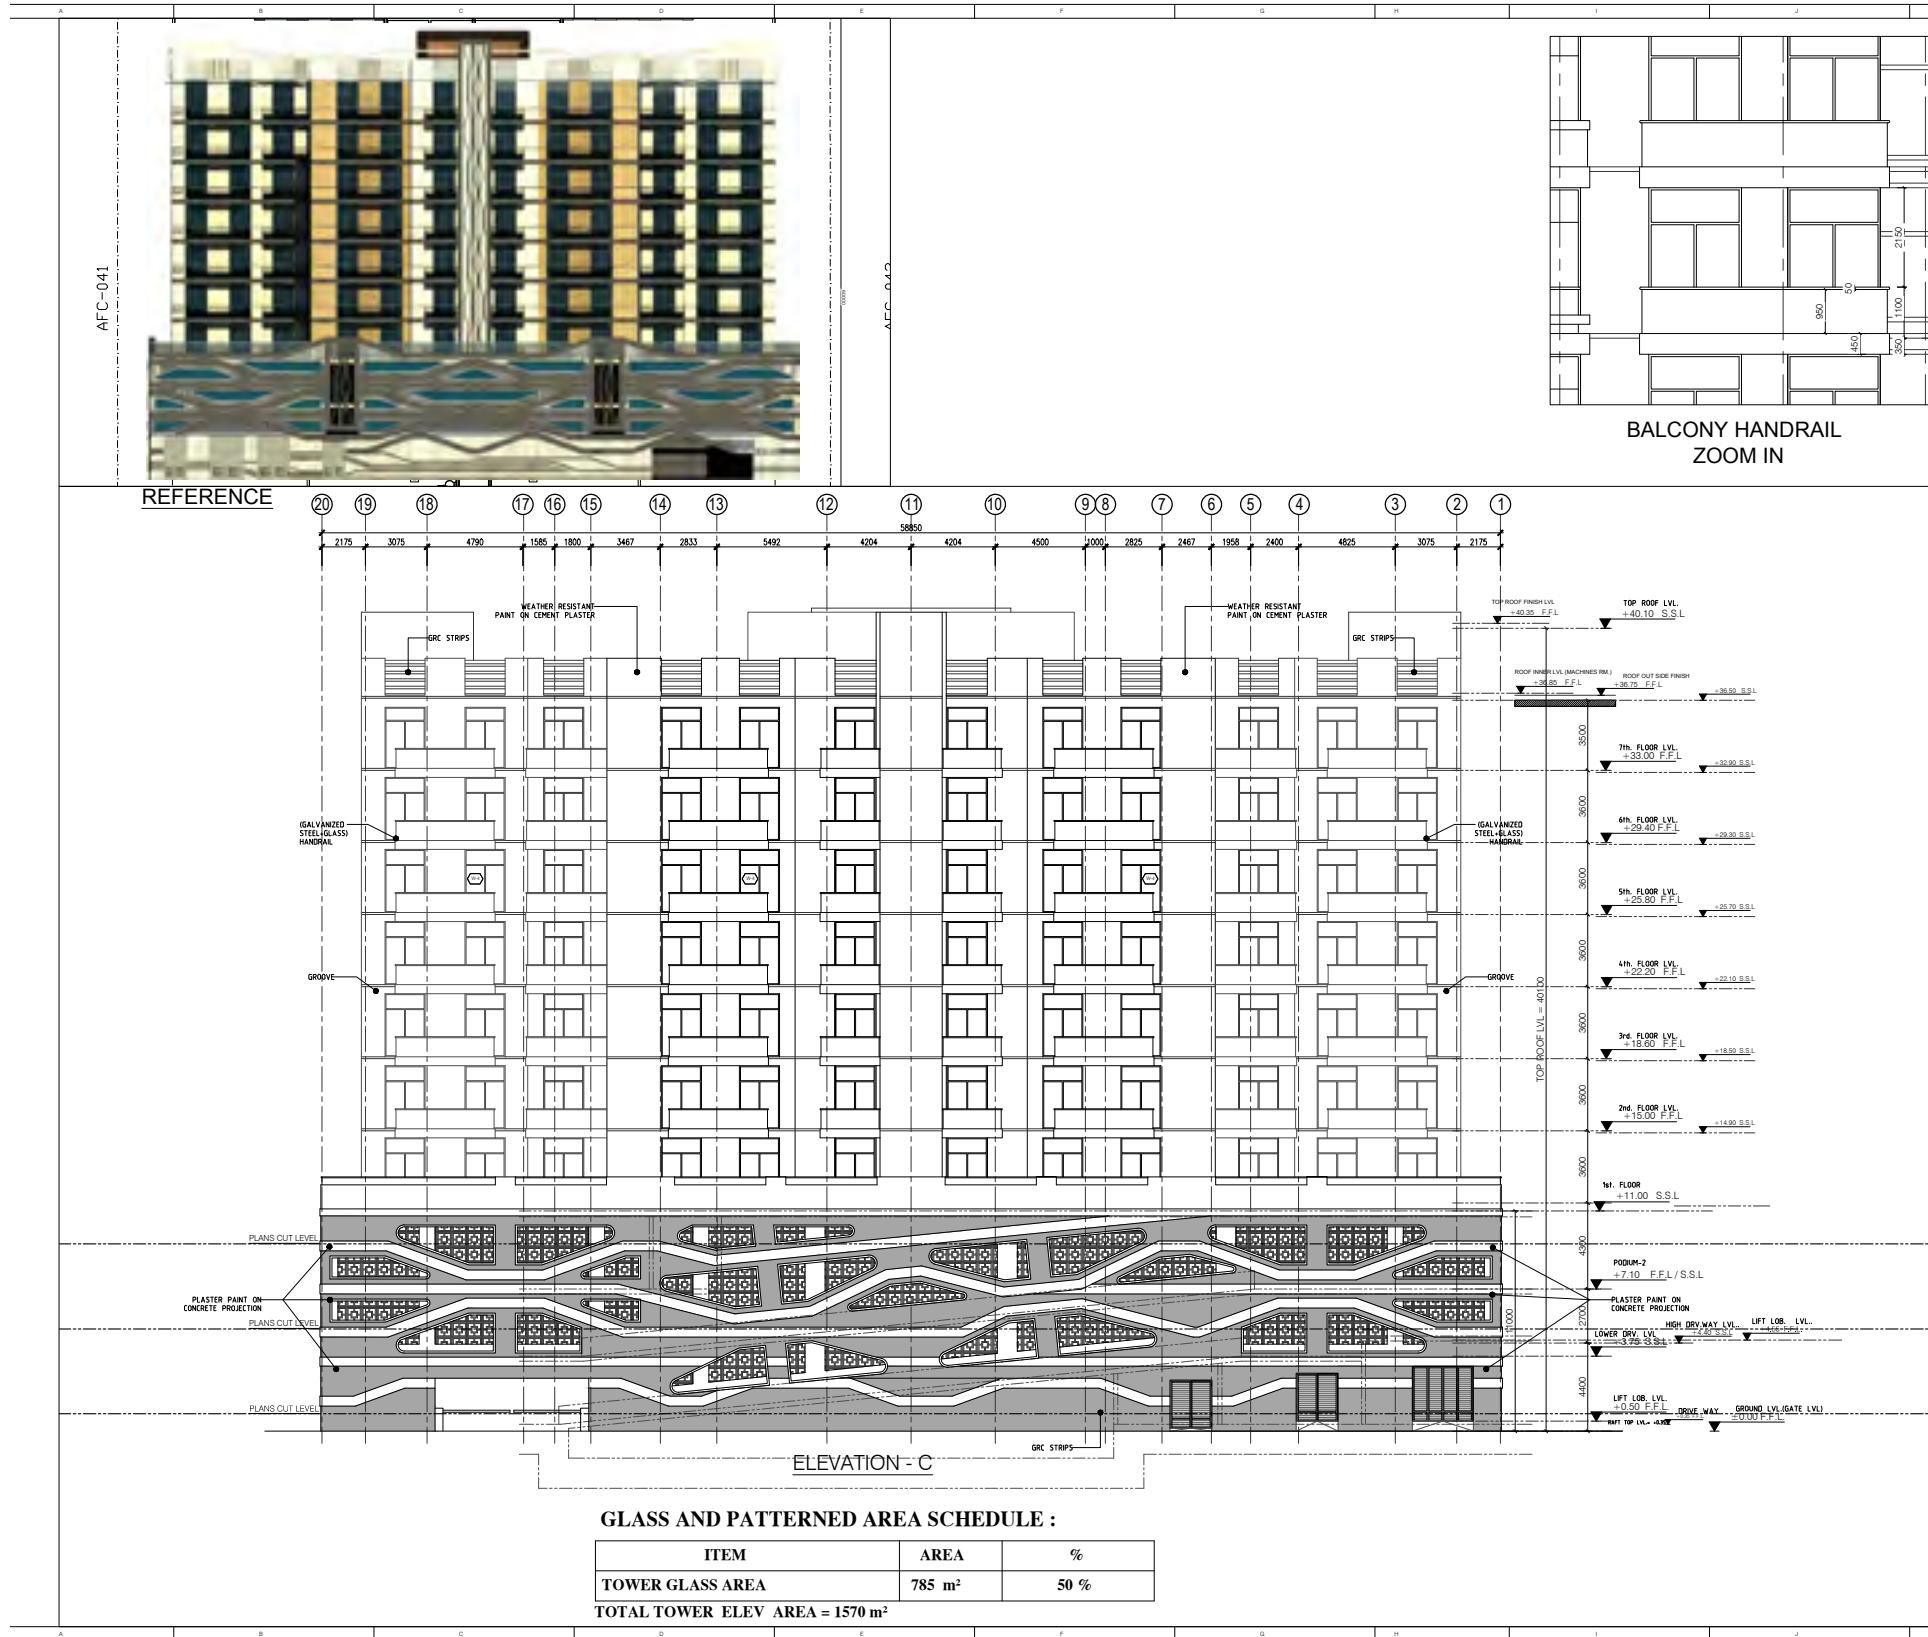 A B C D E F G H I J
AFC-041
REFERENCE
2150
50
950
1100
450
350
BALCONY HANDRAIL
ZOOM IN
20 19 18 17 16 15 14 13 12 11 10 9 8 7 6 5 4 3 2 1
58850
2175 3075 4790 1585 1800 3467 2833 5492 4204 4204 4500 1000 2825 2467 1958 2400 4825 3075 2175
WEATHER RESISTANT
PAINT ON CEMENT PLASTER
GRC STRIPS
WEATHER RESISTANT
PAINT ON CEMENT PLASTER
GRC STRIPS
TOP ROOF FINISH LVL
+40.35 F.F.L
TOP ROOF LVL.
+40.10 S.S.L
ROOF INNER LVL (MACHINES RM.)
+36.85 F.F.L
ROOF OUT SIDE FINISH
+36.75 F.F.L
+36.50 S.S.L
3500
7th. FLOOR LVL.
+33.00 F.F.L
+32.90 S.S.L
3600
(GALVANIZED
STEEL+GLASS)
HANDRAIL
(GALVANIZED
STEEL+GLASS)
HANDRAIL
6th. FLOOR LVL.
+29.40 F.F.L
+29.30 S.S.L
W-4
W-4
W-4
3600
5th. FLOOR LVL.
+25.80 F.F.L
+25.70 S.S.L
3600
GROOVE
GROOVE
4th. FLOOR LVL.
+22.20 F.F.L
+22.10 S.S.L
TOP ROOF LVL = 40100
3600
3rd. FLOOR LVL.
+18.60 F.F.L
+18.50 S.S.L
3600
2nd. FLOOR LVL.
+15.00 F.F.L
+14.90 S.S.L
3600
1st. FLOOR
+11.00 S.S.L
PLANS CUT LEVEL
4300
PODIUM-2
+7.10 F.F.L / S.S.L
PLASTER PAINT ON
CONCRETE PROJECTION
PLASTER PAINT ON
CONCRETE PROJECTION
PLANS CUT LEVEL
11000
2700
HIGH DRV.WAY LVL..
+4.40 S.S.L
LIFT LOB. LVL..
LOWER DRV. LVL
+3.75 S.S.L
4400
LIFT LOB. LVL.
+0.50 F.F.L
PLANS CUT LEVEL
DRIVE WAY
GROUND LVL(GATE LVL)
±0.00 F.F.L
RAFT TOP LVL=
GRC STRIPS
ELEVATION - C
GLASS AND PATTERNED AREA SCHEDULE :
ITEM AREA %
TOWER GLASS AREA 785 m² 50 %
TOTAL TOWER ELEV AREA = 1570 m²
A B C D E F G H I J